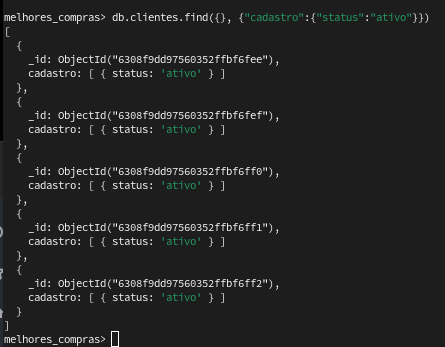 melhores_compras> db.clientes.find({}, {"cadastro":{"status":"ativo"}})
[
  {
    _id: ObjectId("6308f9dd97560352ffbf6fee"),
    cadastro: [ { status: 'ativo' } ]
  },
  {
    _id: ObjectId("6308f9dd97560352ffbf6fef"),
    cadastro: [ { status: 'ativo' } ]
  },
  {
    _id: ObjectId("6308f9dd97560352ffbf6ff0"),
    cadastro: [ { status: 'ativo' } ]
  },
  {
    _id: ObjectId("6308f9dd97560352ffbf6ff1"),
    cadastro: [ { status: 'ativo' } ]
  },
  {
    _id: ObjectId("6308f9dd97560352ffbf6ff2"),
    cadastro: [ { status: 'ativo' } ]
  }
]
melhores_compras>